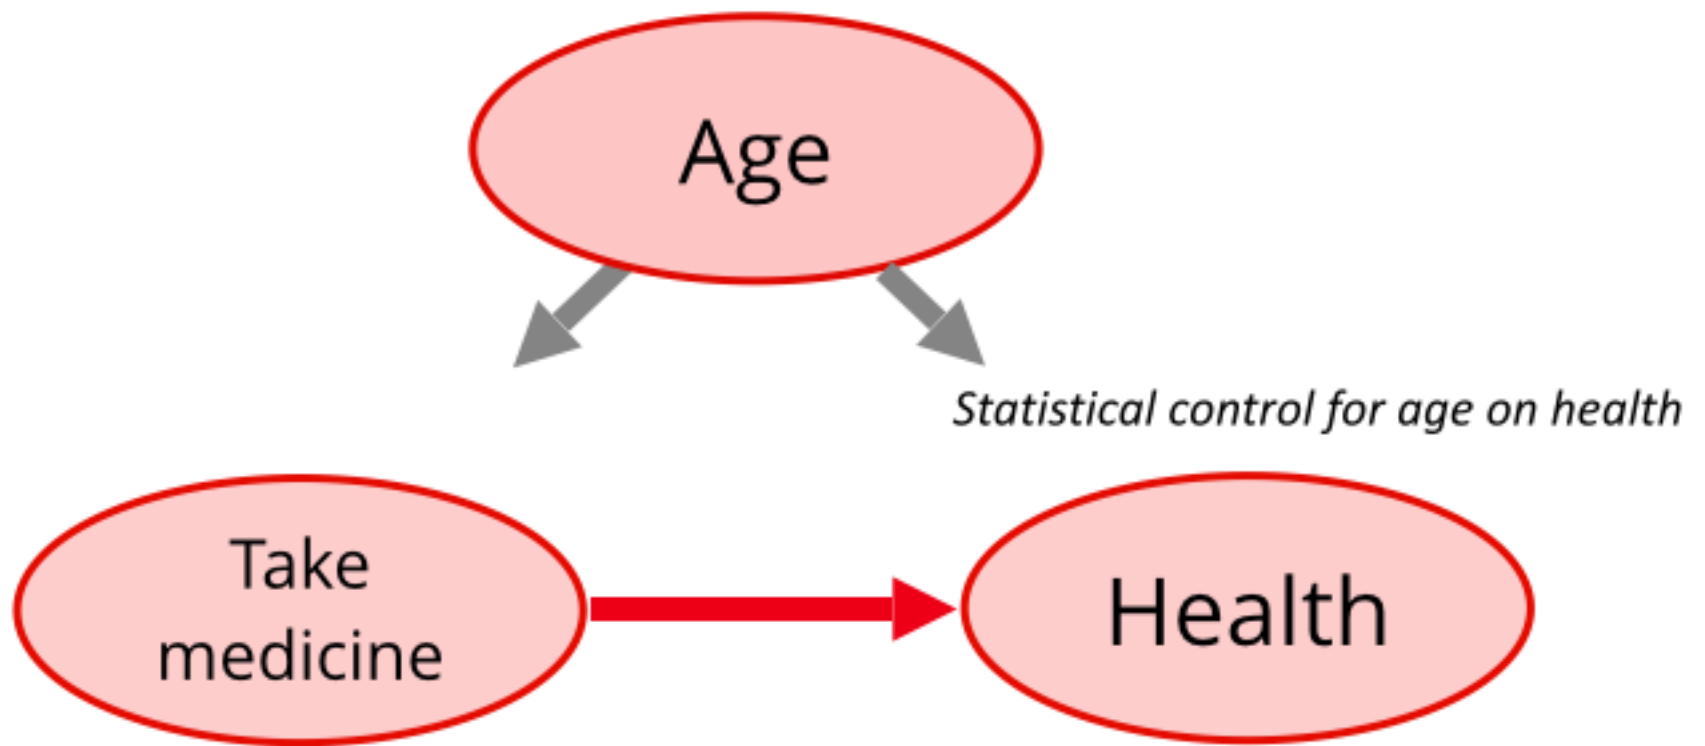 Age
Statistical control for age on health
Take
medicine
Health